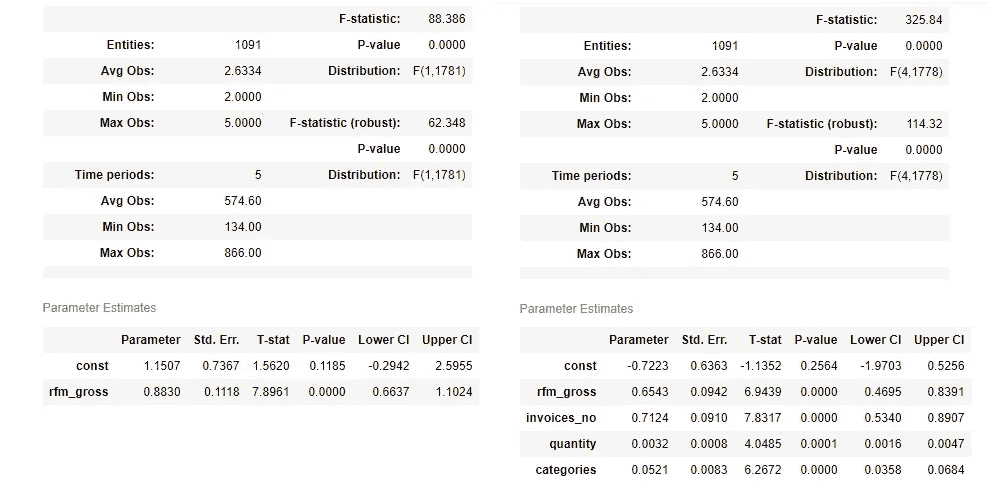 F-statistic: 88.386
Entities: 1091 P-value 0.0000
Avg Obs: 2.6334 Distribution: F(1,1781)
Min Obs: 2.0000
Max Obs: 5.0000 F-statistic (robust): 62.348
P-value 0.0000
Time periods: 5 Distribution: F(1,1781)
Avg Obs: 574.60
Min Obs: 134.00
Max Obs: 866.00
Parameter Estimates
Parameter Std. Err. T-stat P-value Lower CI Upper CI
const 1.1507 0.7367 1.5620 0.1185 -0.2942 2.5955
rfm_gross 0.8830 0.1118 7.8961 0.0000 0.6637 1.1024
F-statistic: 325.84
Entities: 1091 P-value 0.0000
Avg Obs: 2.6334 Distribution: F(4,1778)
Min Obs: 2.0000
Max Obs: 5.0000 F-statistic (robust): 114.32
P-value 0.0000
Time periods: 5 Distribution: F(4,1778)
Avg Obs: 574.60
Min Obs: 134.00
Max Obs: 866.00
Parameter Estimates
Parameter Std. Err. T-stat P-value Lower CI Upper CI
const -0.7223 0.6363 -1.1352 0.2564 -1.9703 0.5256
rfm_gross 0.6543 0.0942 6.9439 0.0000 0.4695 0.8391
invoices_no 0.7124 0.0910 7.8317 0.0000 0.5340 0.8907
quantity 0.0032 0.0008 4.0485 0.0001 0.0016 0.0047
categories 0.0521 0.0083 6.2672 0.0000 0.0358 0.0684